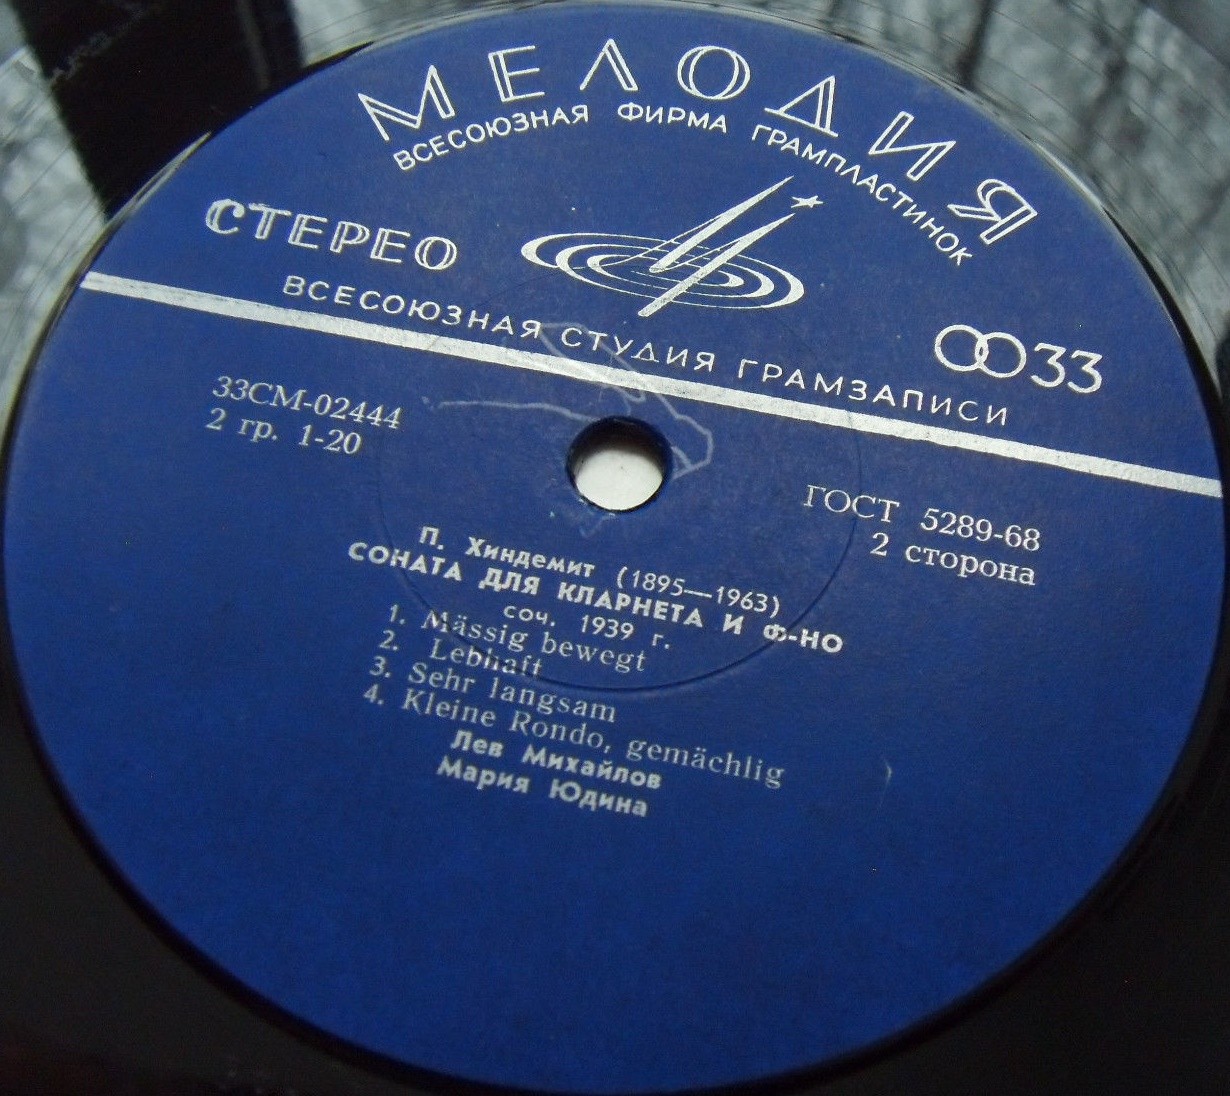 МЕЛОДИЯ
ВСЕСОЮЗНАЯ ФИРМА ГРАМПЛАСТИНОК
СТЕРЕО
33
ВСЕСОЮЗНАЯ СТУДИЯ ГРАМЗАПИСИ
33СМ-02444
2 гр. 1-20
ГОСТ 5289-68
2 сторона
П. Хиндемит (1895—1963)
СОНАТА ДЛЯ КЛАРНЕТА И Ф-НО
соч. 1939 г.
1. Mässig bewegt
2. Lebhaft
3. Sehr langsam
4. Kleine Rondo, gemächlig
Лев Михайлов
Мария Юдина